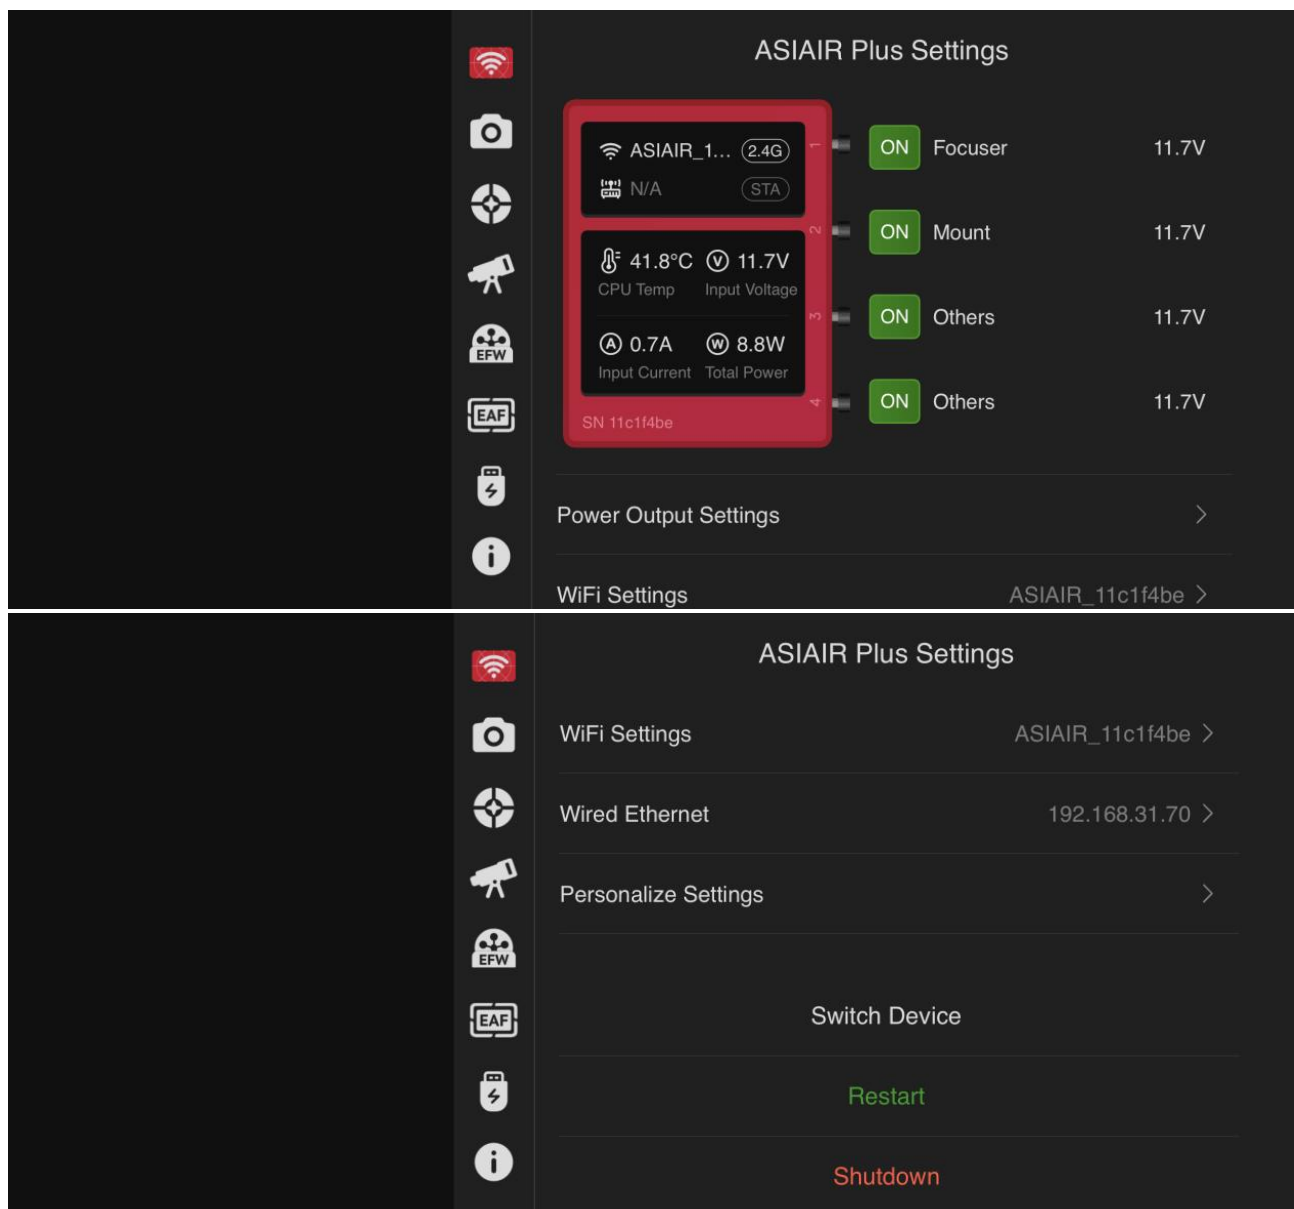 ASIAIR Plus Settings
ASIAIR_1... 2.4G
N/A STA
41.8°C V 11.7V
CPU Temp Input Voltage
A 0.7A W 8.8W
Input Current Total Power
SN 11c1f4be
1 ON Focuser 11.7V
2 ON Mount 11.7V
3 ON Others 11.7V
4 ON Others 11.7V
EFW
EAF
Power Output Settings
WiFi Settings ASIAIR_11c1f4be
ASIAIR Plus Settings
WiFi Settings ASIAIR_11c1f4be
Wired Ethernet 192.168.31.70
Personalize Settings
EFW
EAF
Switch Device
Restart
Shutdown